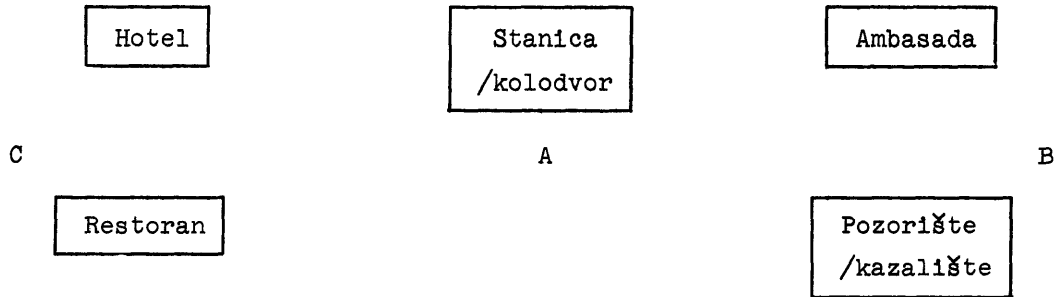 Hotel
Stanica
/kolodvor
Ambasada
C
A
B
Restoran
Pozorište
/kazalište